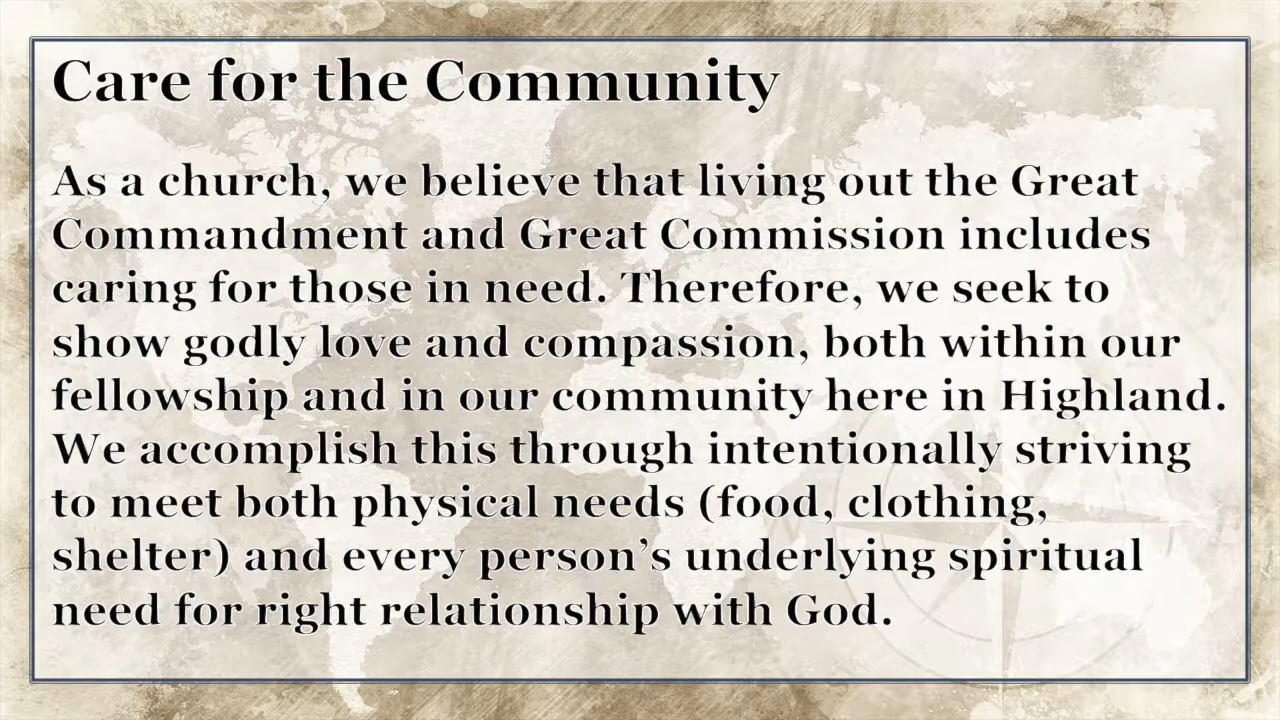 Care for the Community
As a church, we believe that living out the Great
Commandment and Great Commission includes
caring for those in need. Therefore, we seek to
show godly love and compassion, both within our
fellowship and in our community here in Highland.
We accomplish this through intentionally striving
to meet both physical needs (food, clothing,
shelter) and every person’s underlying spiritual
need for right relationship with God.